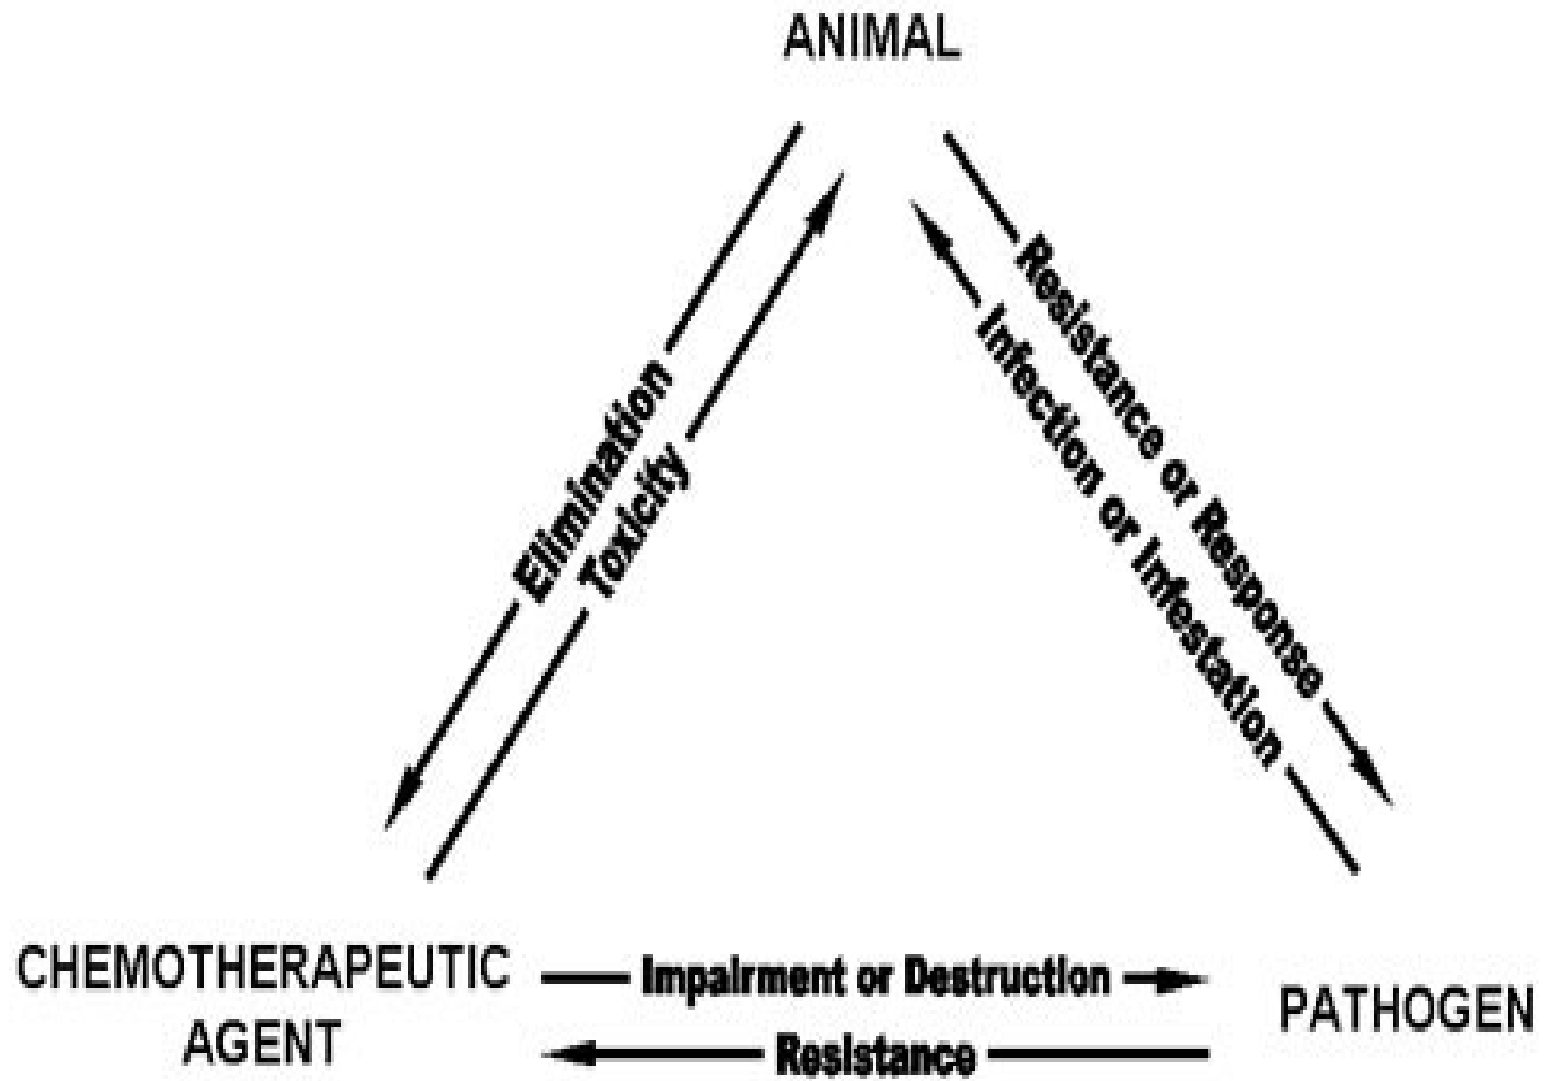 ANIMAL
Resistance or Response
Infection or Infestation
Elimination
Toxicity
CHEMOTHERAPEUTIC
AGENT
Impairment or Destruction
Resistance
PATHOGEN